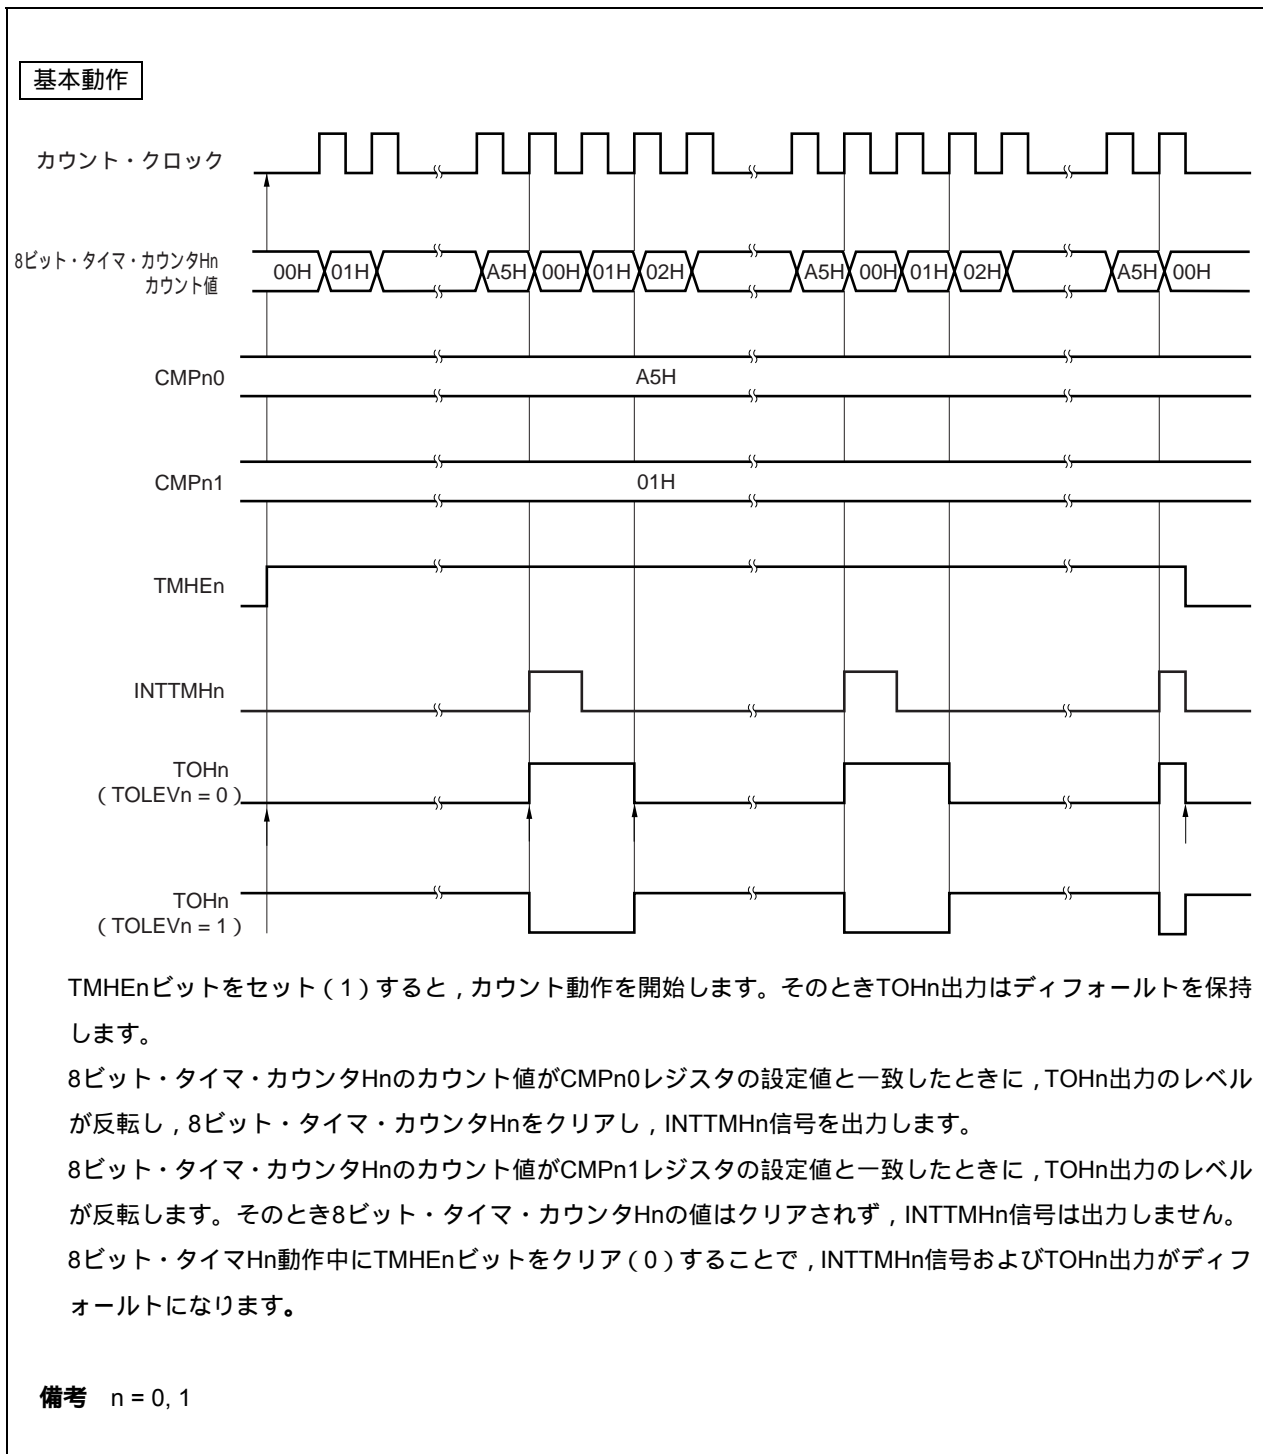 基本動作
カウント・クロック
8ビット・タイマ・カウンタHn
カウント値
00H 01H A5H 00H 01H 02H A5H 00H 01H 02H A5H 00H
CMPn0 A5H
CMPn1 01H
TMHEn
INTTMHn
TOHn
(TOLEVn = 0)
TOHn
(TOLEVn = 1)
TMHEnビットをセット(1)すると,カウント動作を開始します。そのときTOHn出力はディフォールトを保持
します。
8ビット・タイマ・カウンタHnのカウント値がCMPn0レジスタの設定値と一致したときに,TOHn出力のレベル
が反転し,8ビット・タイマ・カウンタHnをクリアし,INTTMHn信号を出力します。
8ビット・タイマ・カウンタHnのカウント値がCMPn1レジスタの設定値と一致したときに,TOHn出力のレベル
が反転します。そのとき8ビット・タイマ・カウンタHnの値はクリアされず,INTTMHn信号は出力しません。
8ビット・タイマHn動作中にTMHEnビットをクリア(0)することで,INTTMHn信号およびTOHn出力がディフ
ォールトになります。
備考 n = 0, 1